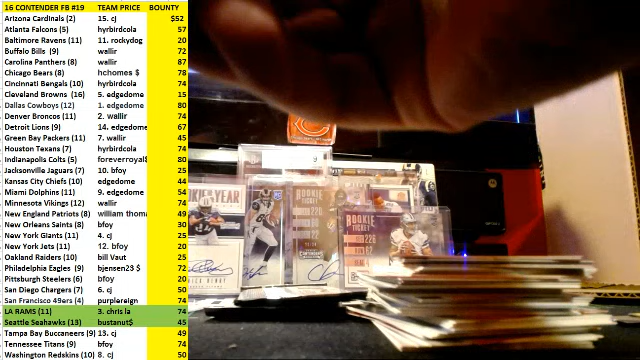 16 CONTENDER FB #19 TEAM PRICE BOUNTY
Arizona Cardinals (2) 15. cj $52
Atlanta Falcons (5) hyrbirdcola 57
Baltimore Ravens (11) 11. rockydog 20
Buffalo Bills (9) wallir 72
Carolina Panthers (8) wallir 87
Chicago Bears (8) hchomes $ 78
Cincinnati Bengals (10) hyrbirdcola 74
Cleveland Browns (16) 5. edgedome 15
Dallas Cowboys (12) 1. edgedome 80
Denver Broncos (11) 2. wallir 74
Detroit Lions (9) 14. edgedome 67
Green Bay Packers (11) 7. wallir 45
Houston Texans (7) hyrbirdcola 74
Indianapolis Colts (5) foreverroyal$ 80
Jacksonville Jaguars (7) 10. bfoy 25
Kansas City Chiefs (10) edgedome 44
Miami Dolphins (11) 9. edgedome 54
Minnesota Vikings (12) wallir 74
New England Patriots (8) william thoma 49
New Orleans Saints (8) bfoy 30
New York Giants (11) 4. cj 25
New York Jets (11) 12. bfoy 20
Oakland Raiders (10) bill Vaut 25
Philadelphia Eagles (9) bjensen23 $ 72
Pittsburgh Steelers (6) bfoy 20
San Diego Chargers (7) 6. cj 50
San Francisco 49ers (4) purplereign 74
LA RAMS (11) 3. chris la 74
Seattle Seahawks (13) bustanut$ 45
Tampa Bay Buccaneers (9) 13. cj 49
Tennessee Titans (9) bfoy 74
Washington Redskins (10) 8. cj 50
ROOKIE
TICKET
ROOKIE
TICKET